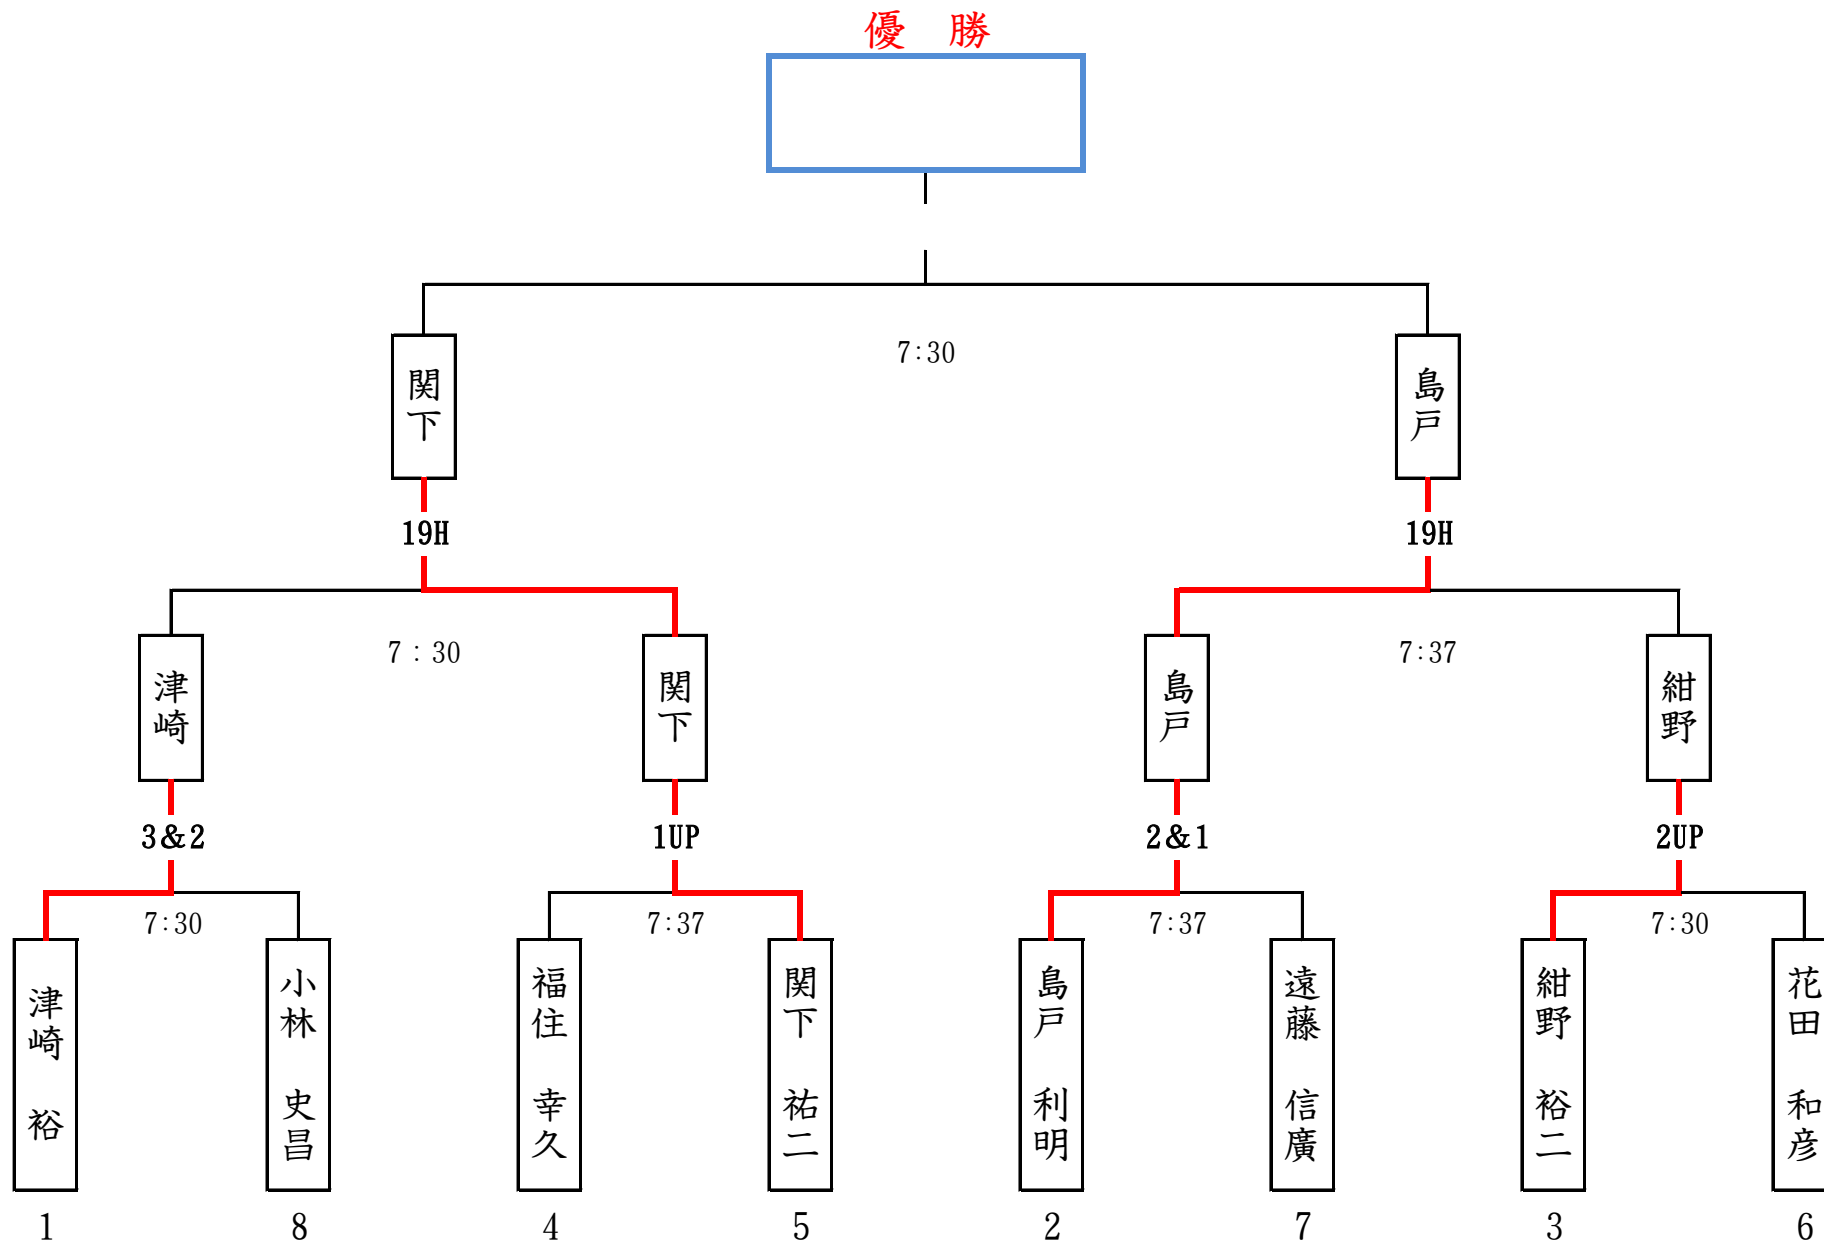 優 勝
7:30
関下
島戸
19H
19H
7:30
7:37
津崎
関下
島戸
紺野
3&2
1UP
2&1
2UP
7:30
7:37
7:37
7:30
津崎 裕
小林 史昌
福住 幸久
関下 祐二
島戸 利明
遠藤 信廣
紺野 裕二
花田 和彦
1
8
4
5
2
7
3
6